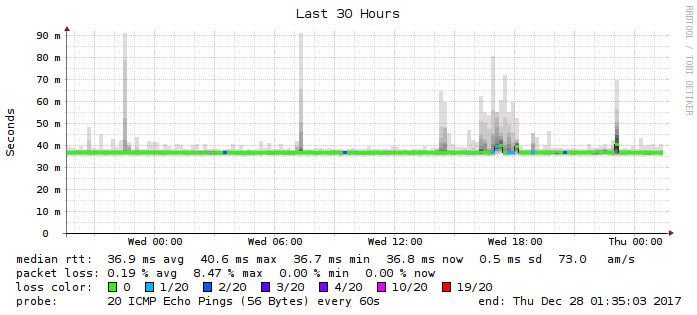 Last 30 Hours
RRDTOOL / TOBI OETIKER
Seconds
90 m
80 m
70 m
60 m
50 m
40 m
30 m
20 m
10 m
0
Wed 00:00 Wed 06:00 Wed 12:00 Wed 18:00 Thu 00:00
median rtt: 36.9 ms avg 40.6 ms max 36.7 ms min 36.8 ms now 0.5 ms sd 73.0 am/s
packet loss: 0.19 % avg 8.47 % max 0.00 % min 0.00 % now
loss color: 0 1/20 2/20 3/20 4/20 10/20 19/20
probe: 20 ICMP Echo Pings (56 Bytes) every 60s end: Thu Dec 28 01:35:03 2017